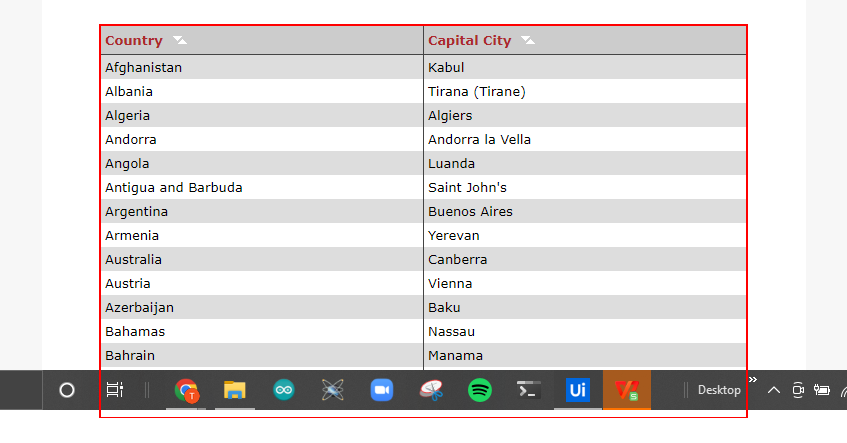 Country Capital City
Afghanistan Kabul
Albania Tirana (Tirane)
Algeria Algiers
Andorra Andorra la Vella
Angola Luanda
Antigua and Barbuda Saint John's
Argentina Buenos Aires
Armenia Yerevan
Australia Canberra
Austria Vienna
Azerbaijan Baku
Bahamas Nassau
Bahrain Manama
T Ui S Desktop »